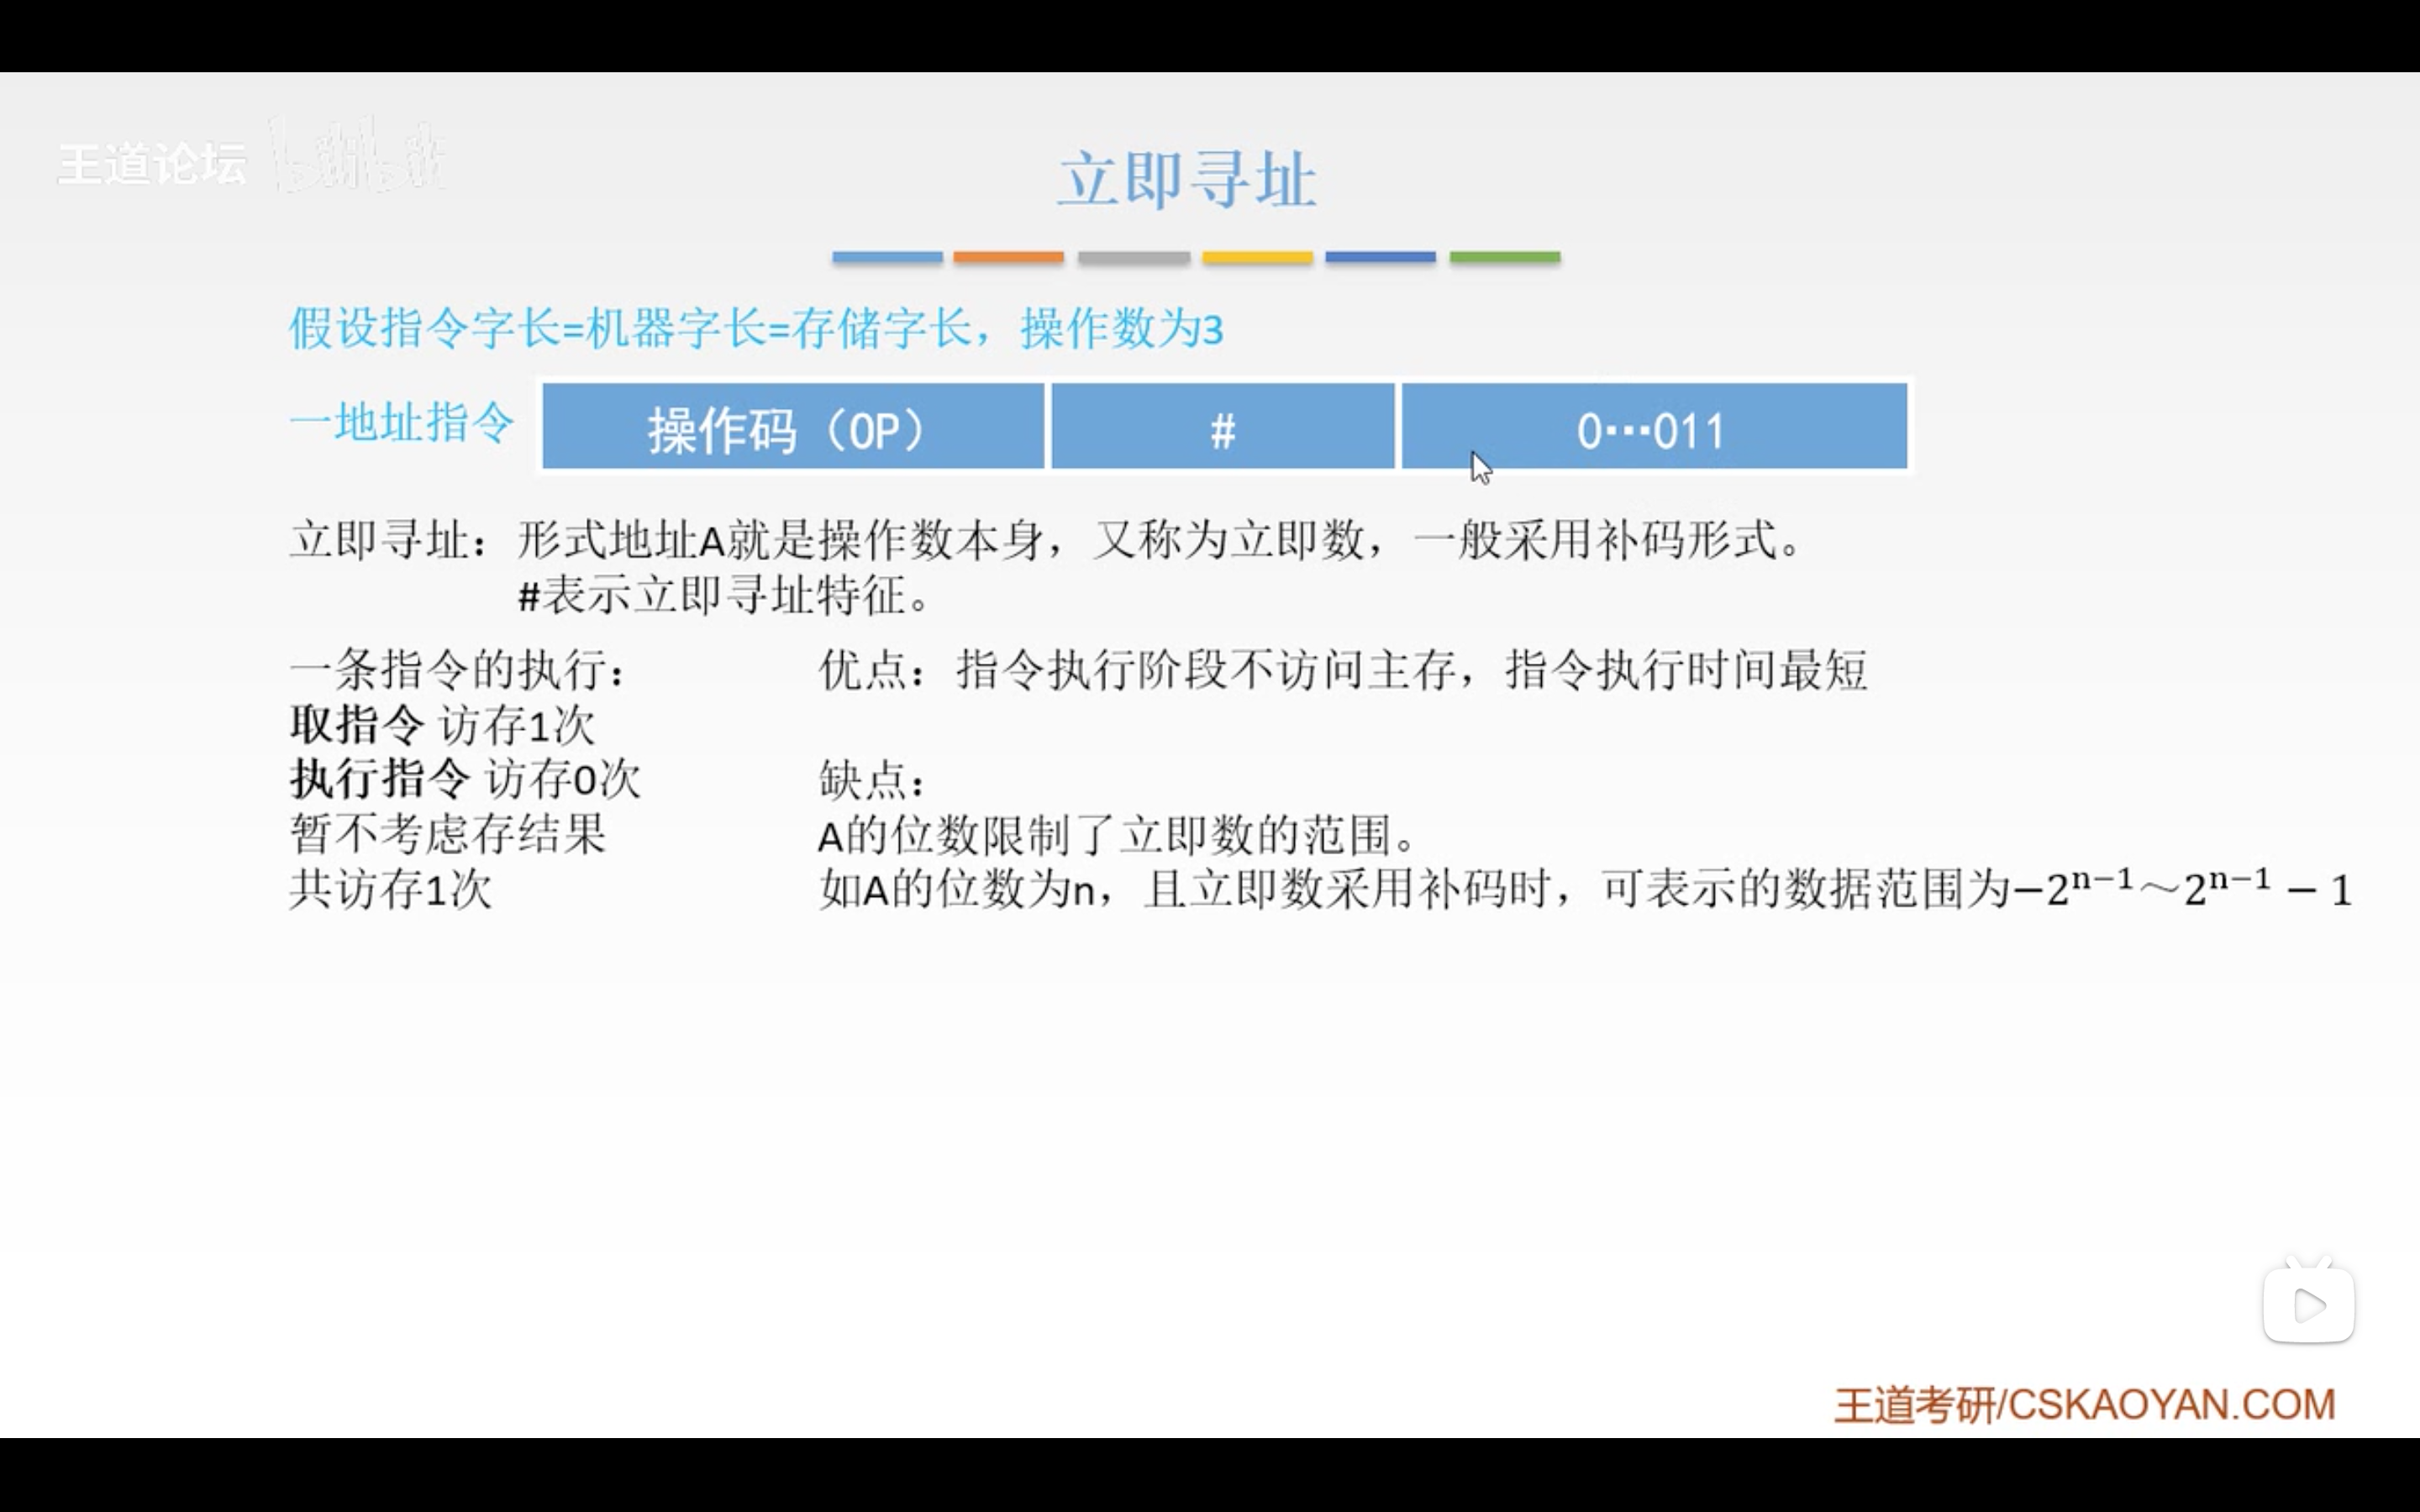 王道论坛 bilibili
立即寻址
假设指令字长=机器字长=存储字长，操作数为3
一地址指令 操作码（OP） # 0…011
立即寻址：形式地址A就是操作数本身，又称为立即数，一般采用补码形式。
#表示立即寻址特征。
一条指令的执行：
取指令 访存1次
执行指令 访存0次
暂不考虑存结果
共访存1次
优点：指令执行阶段不访问主存，指令执行时间最短
缺点：
A的位数限制了立即数的范围。
如A的位数为n，且立即数采用补码时，可表示的数据范围为−2ⁿ⁻¹～2ⁿ⁻¹ − 1
王道考研/CSKAOYAN.COM